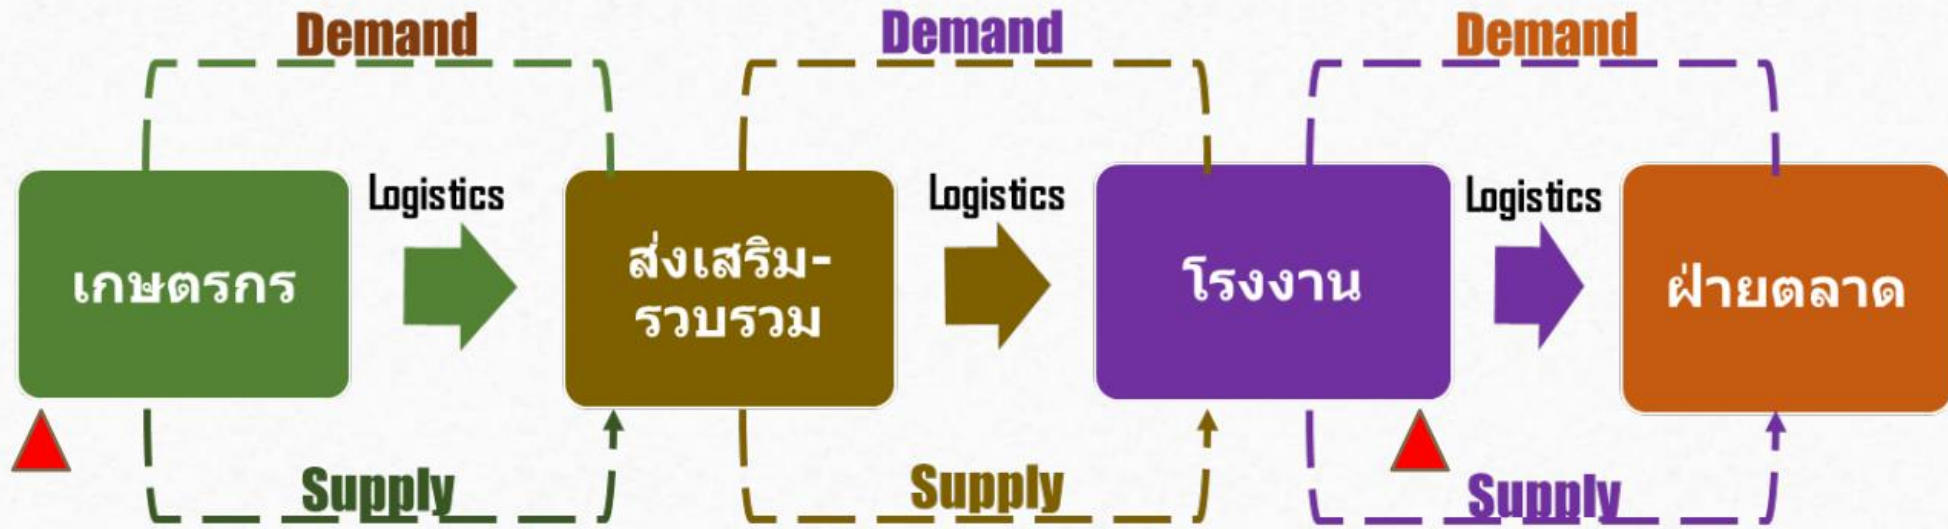 Demand
Demand
Demand
Logistics
Logistics
Logistics
เกษตรกร
ส่งเสริม-
รวบรวม
โรงงาน
ฝ่ายตลาด
Supply
Supply
Supply